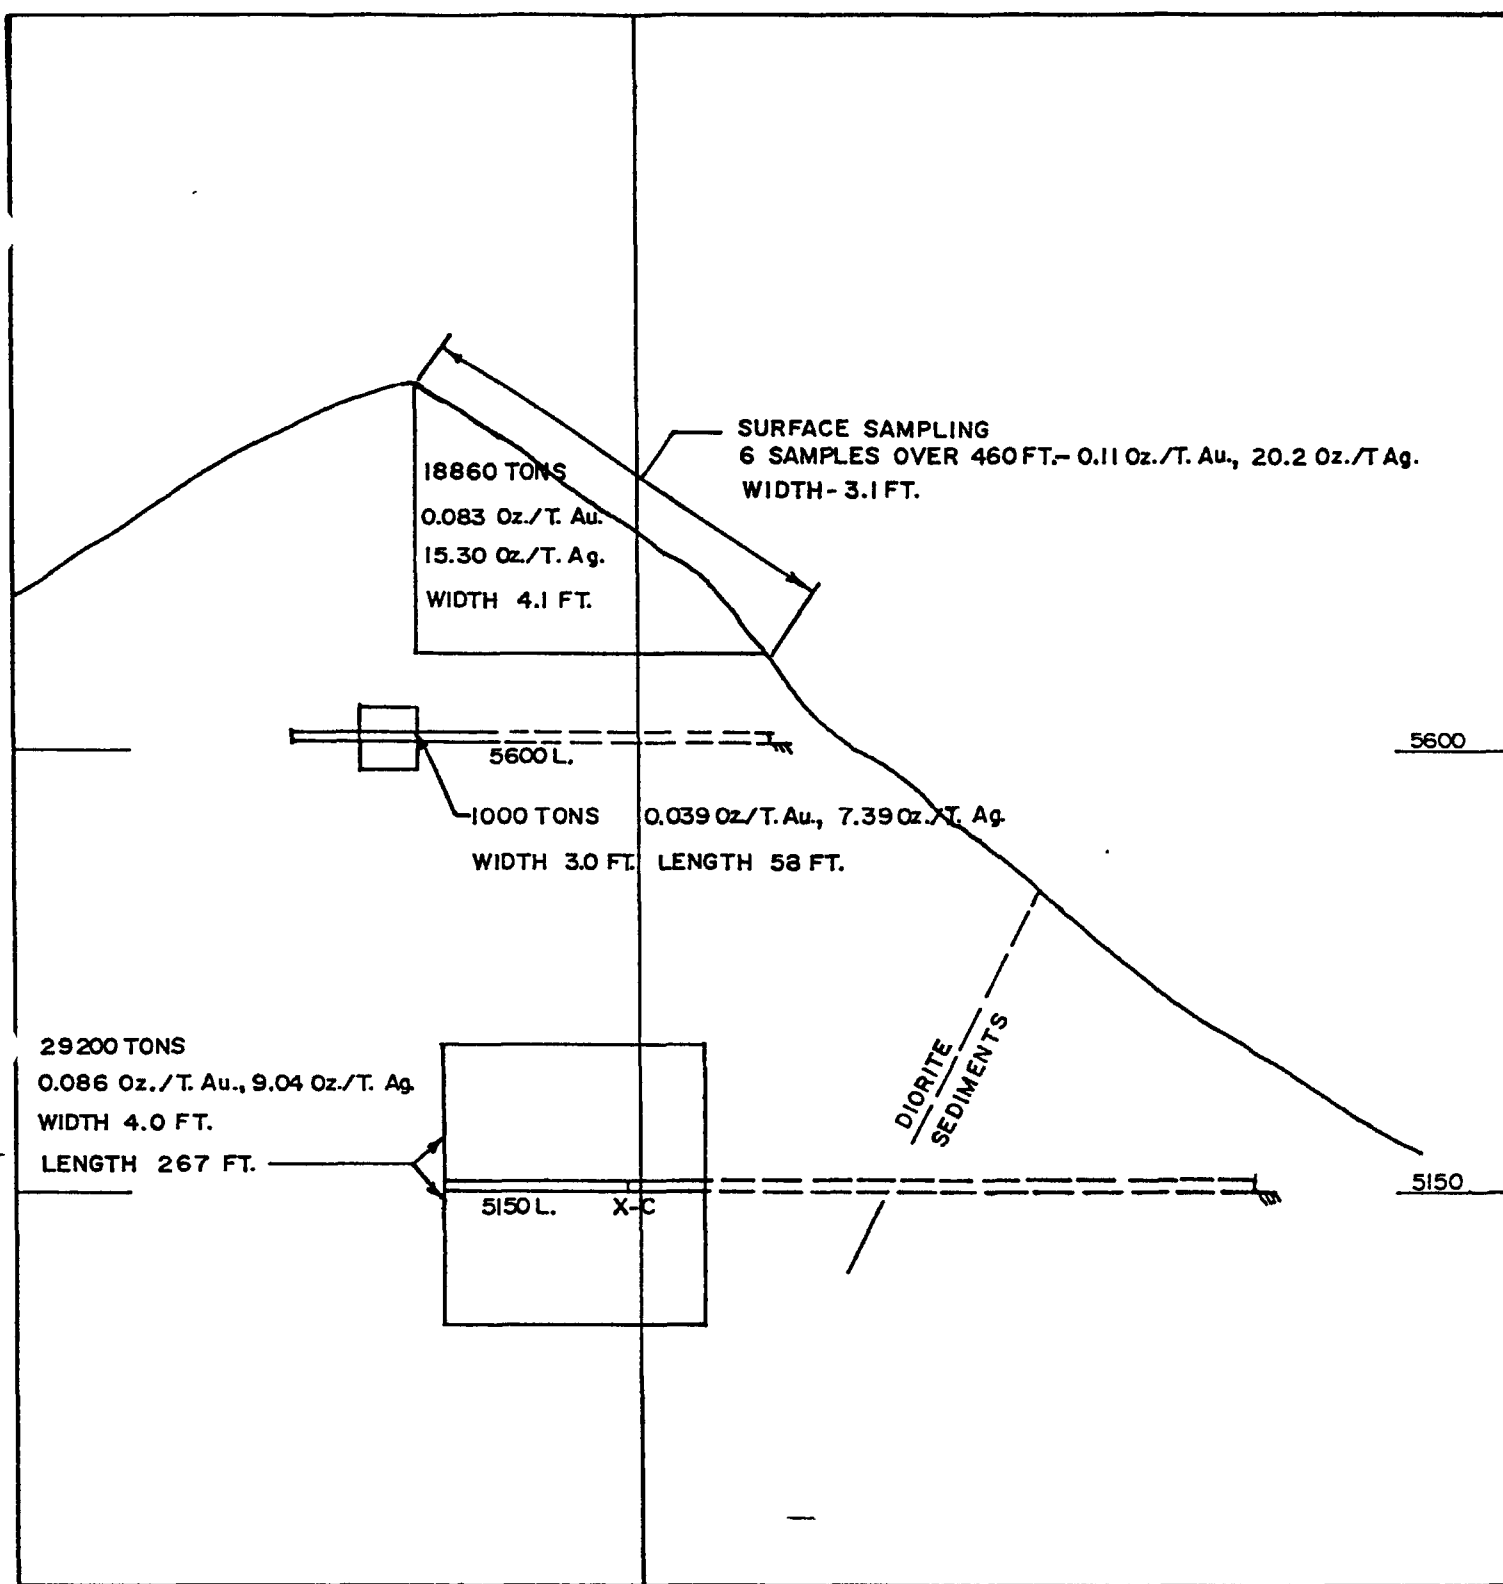 SURFACE SAMPLING
6 SAMPLES OVER 460 FT.- 0.11 Oz./T. Au., 20.2 Oz./T Ag.
WIDTH - 3.1 FT.
18860 TONS
0.083 Oz./T. Au.
15.30 Oz./T. Ag.
WIDTH 4.1 FT.
5600 L.
5600
1000 TONS 0.039 Oz/T. Au., 7.39 Oz./T. Ag.
WIDTH 3.0 FT. LENGTH 58 FT.
DIORITE
SEDIMENTS
29200 TONS
0.086 Oz./T. Au., 9.04 Oz./T. Ag.
WIDTH 4.0 FT.
LENGTH 267 FT.
5150 L. X-C
5150